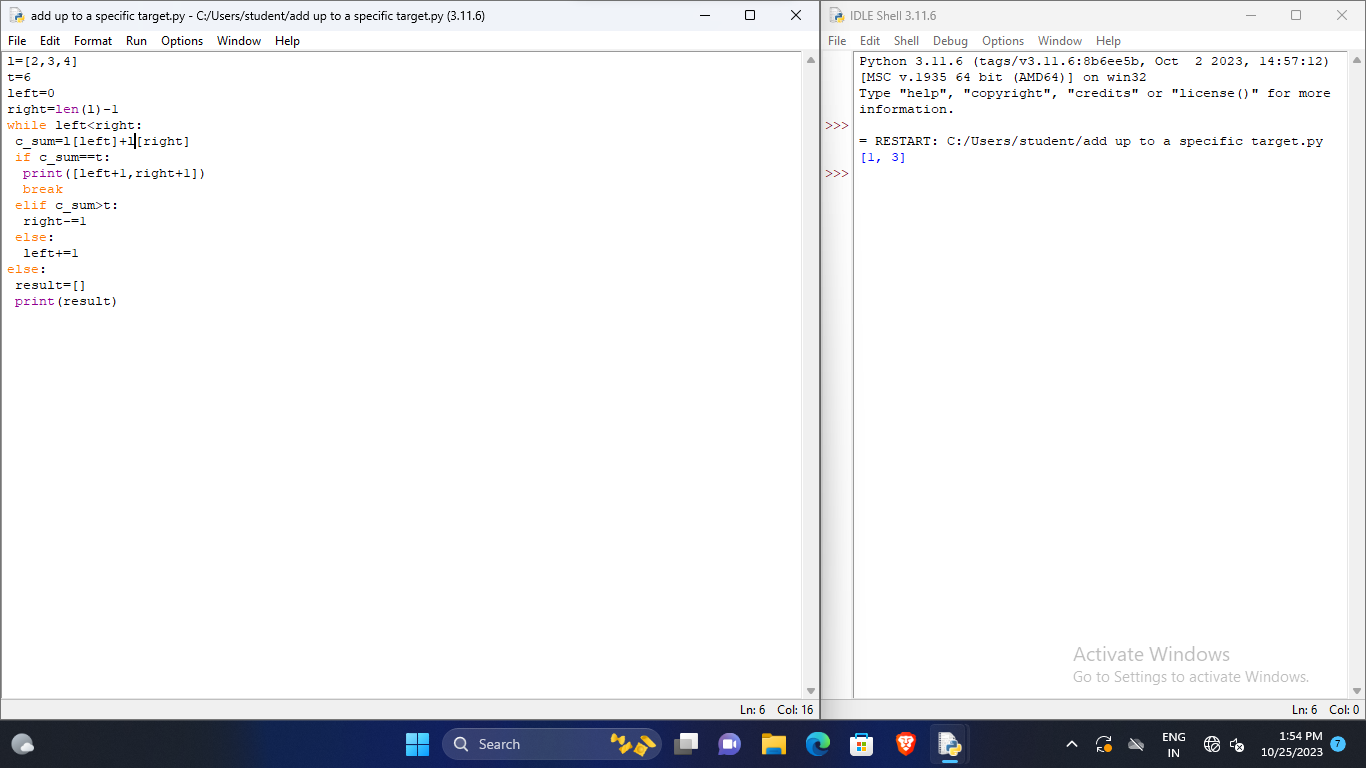 add up to a specific target.py - C:/Users/student/add up to a specific target.py (3.11.6)
File Edit Format Run Options Window Help
l=[2,3,4]
t=6
left=0
right=len(l)-1
while left<right:
 c_sum=l[left]+l[right]
 if c_sum==t:
  print([left+1,right+1])
  break
 elif c_sum>t:
  right-=1
 else:
  left+=1
else:
 result=[]
 print(result)
Ln: 6 Col: 16
IDLE Shell 3.11.6
File Edit Shell Debug Options Window Help
Python 3.11.6 (tags/v3.11.6:8b6ee5b, Oct  2 2023, 14:57:12)
[MSC v.1935 64 bit (AMD64)] on win32
Type "help", "copyright", "credits" or "license()" for more
information.
>>>
= RESTART: C:/Users/student/add up to a specific target.py
[1, 3]
>>>
Activate Windows
Go to Settings to activate Windows.
Ln: 6 Col: 0
Search
ENG
IN
1:54 PM
10/25/2023
7